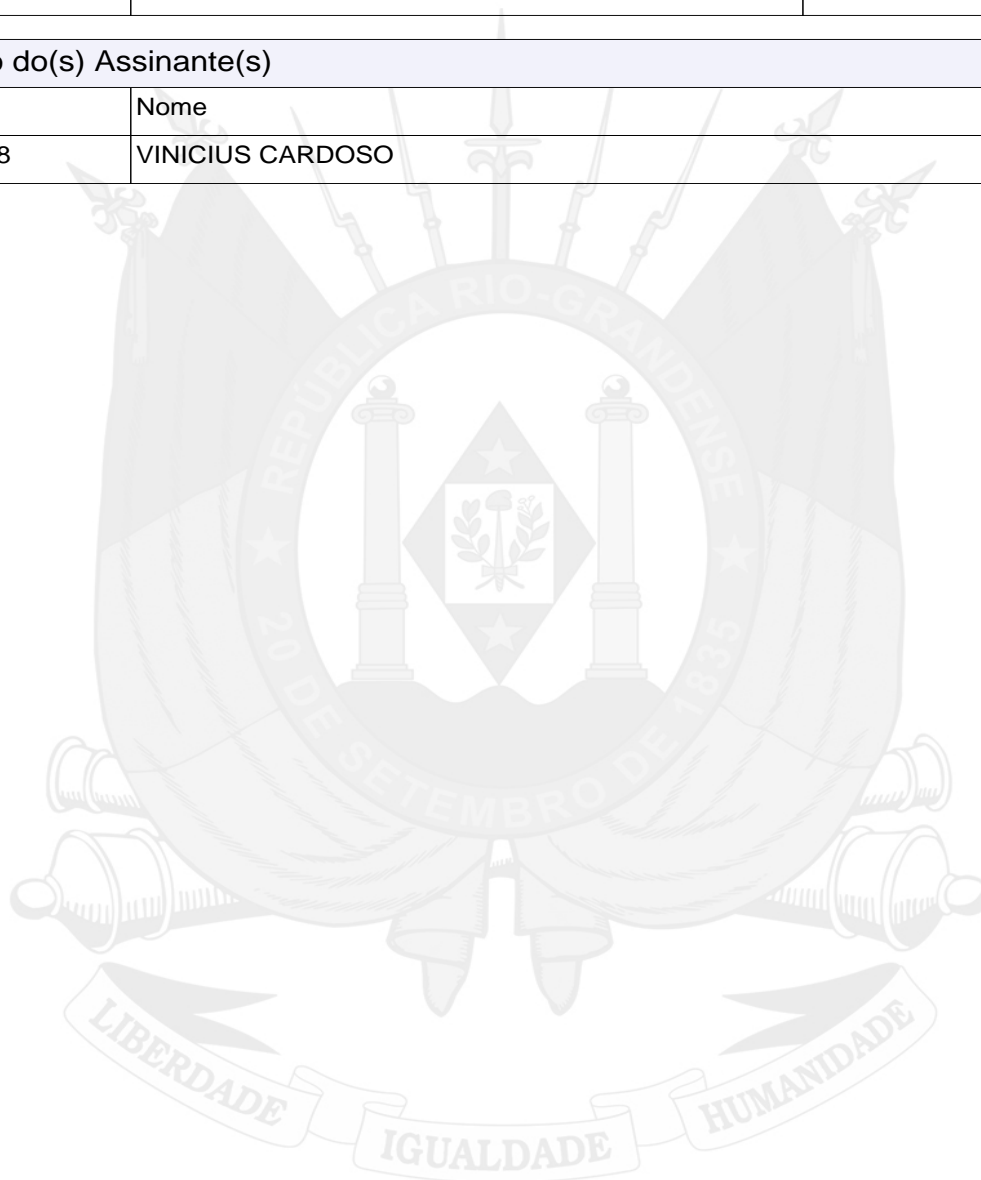 o do(s) Assinante(s)
Nome
8 VINICIUS CARDOSO
REPÚBLICA RIO-GRANDENSE
★ 20 DE SETEMBRO DE 1835 ★
LIBERDADE IGUALDADE HUMANIDADE